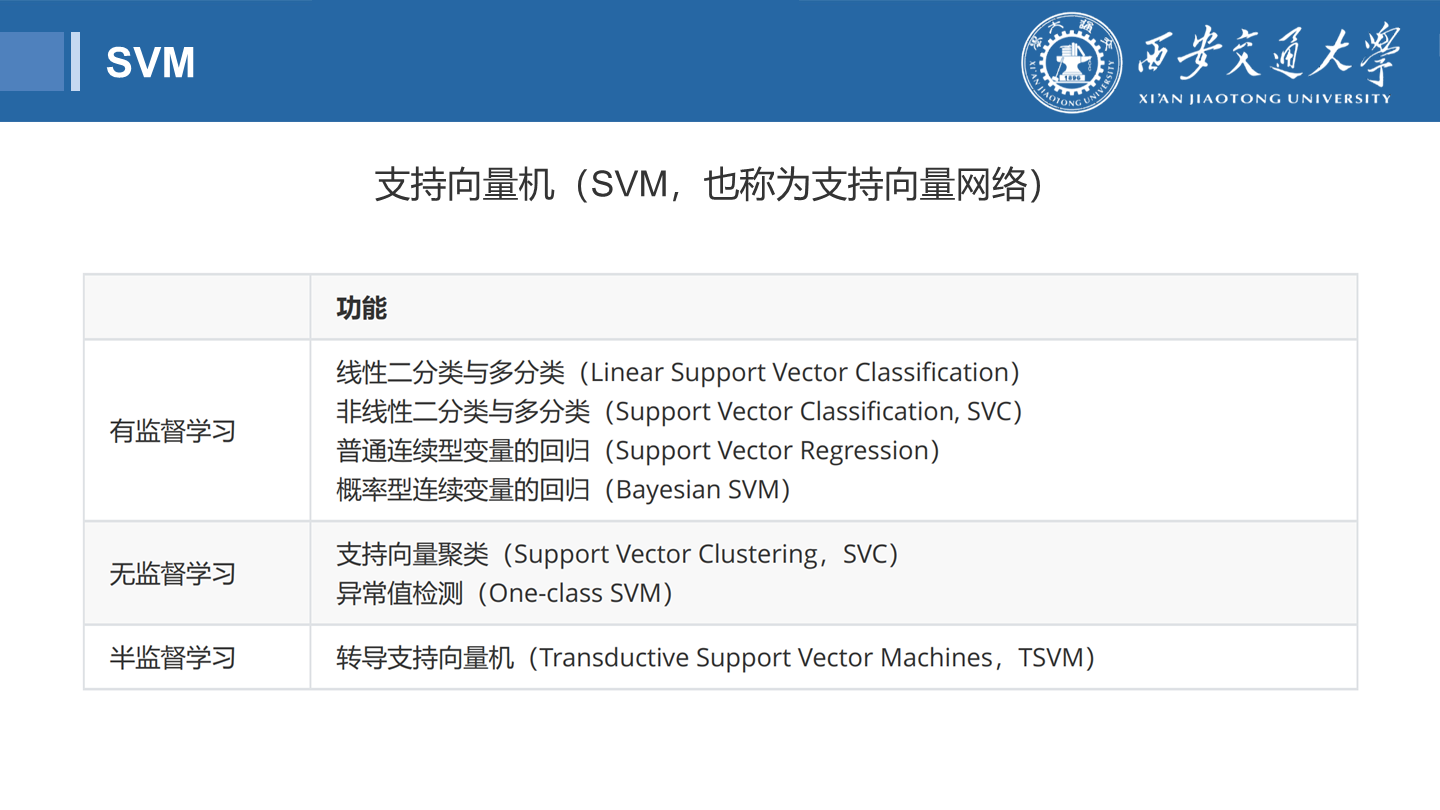 SVM
西安交通大學
XI'AN JIAOTONG UNIVERSITY
XI'AN JIAOTONG UNIVERSITY
1896
支持向量机（SVM，也称为支持向量网络）
功能
有监督学习
线性二分类与多分类（Linear Support Vector Classification）
非线性二分类与多分类（Support Vector Classification, SVC）
普通连续型变量的回归（Support Vector Regression）
概率型连续变量的回归（Bayesian SVM）
无监督学习
支持向量聚类（Support Vector Clustering，SVC）
异常值检测（One-class SVM）
半监督学习
转导支持向量机（Transductive Support Vector Machines，TSVM）